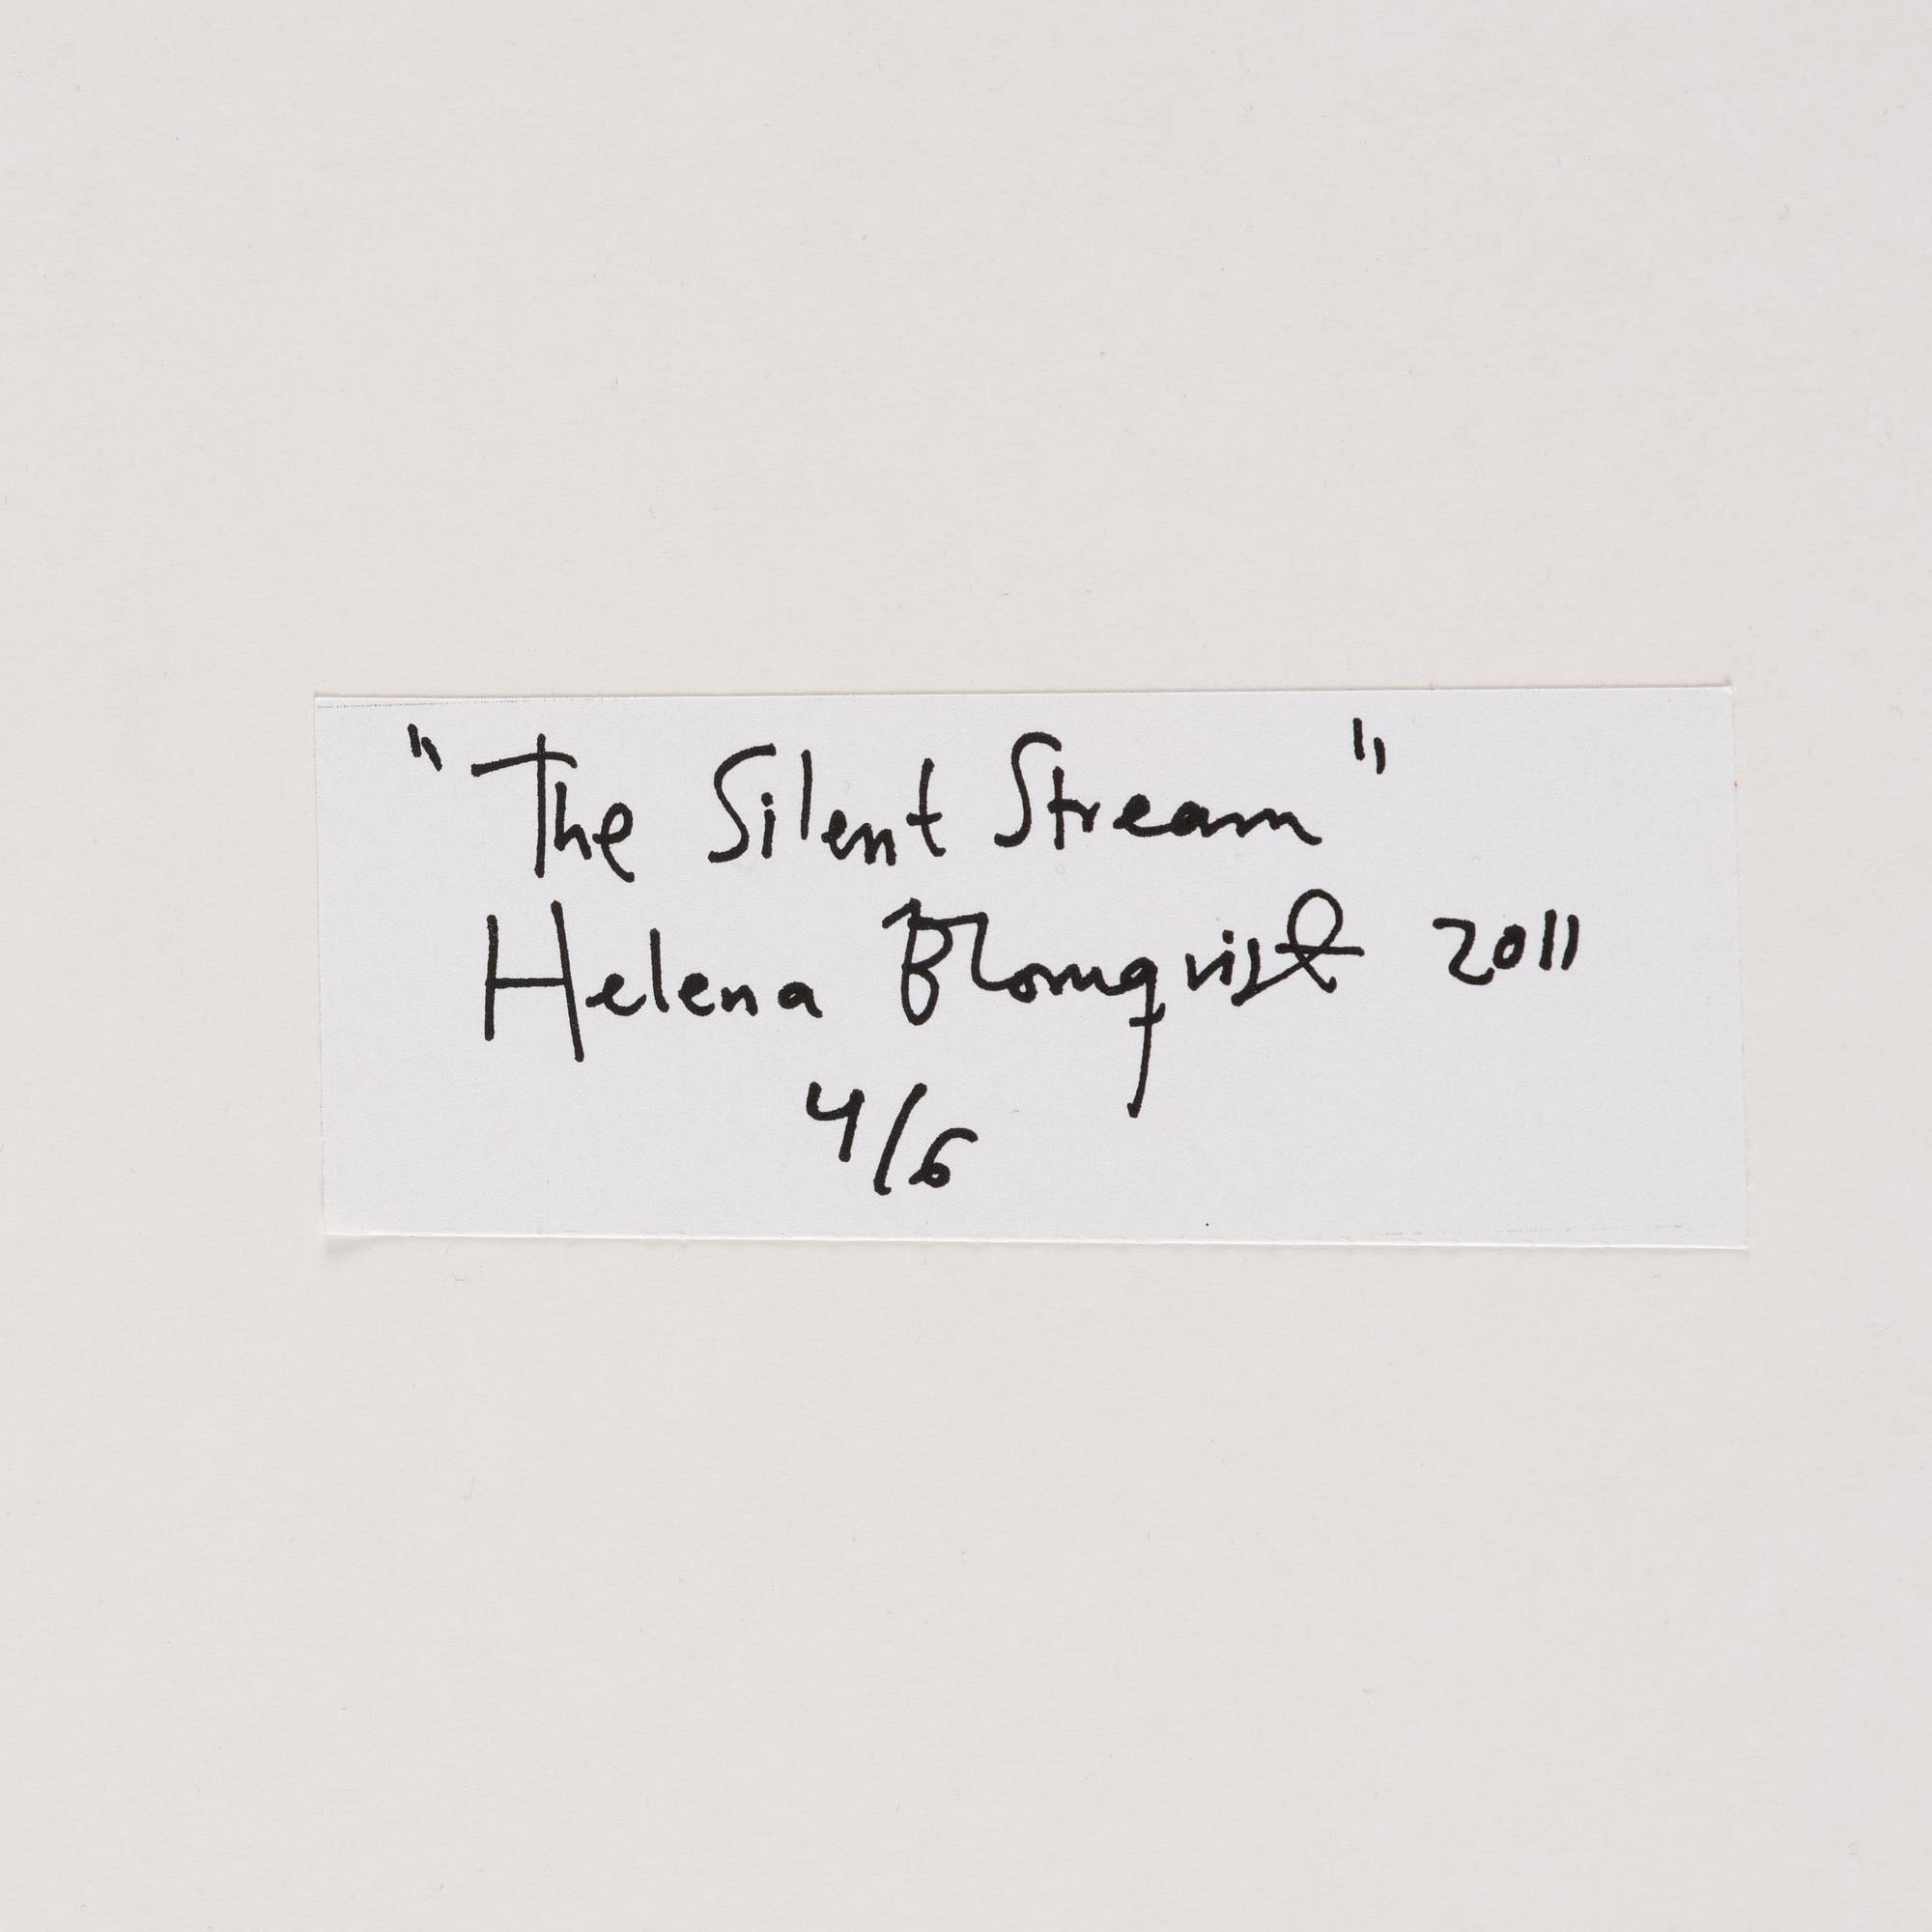 "The Silent Stream"
Helena Blomqvist 2011
4/6